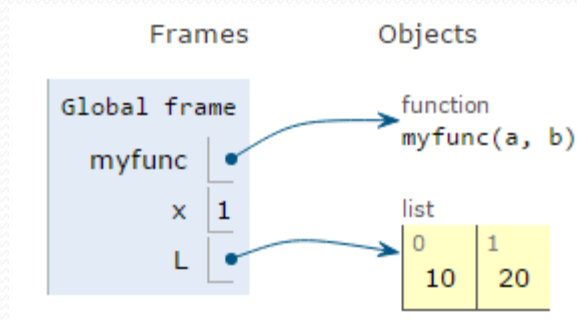 Frames Objects
Global frame
myfunc
x 1
L
function
myfunc(a, b)
list
0 1
10 20